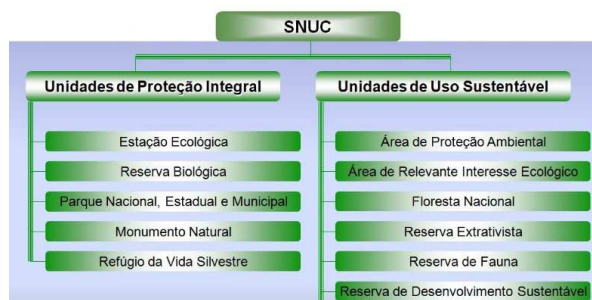 SNUC
Unidades de Proteção Integral
Estação Ecológica
Reserva Biológica
Parque Nacional, Estadual e Municipal
Monumento Natural
Refúgio da Vida Silvestre
Unidades de Uso Sustentável
Área de Proteção Ambiental
Área de Relevante Interesse Ecológico
Floresta Nacional
Reserva Extrativista
Reserva de Fauna
Reserva de Desenvolvimento Sustentável